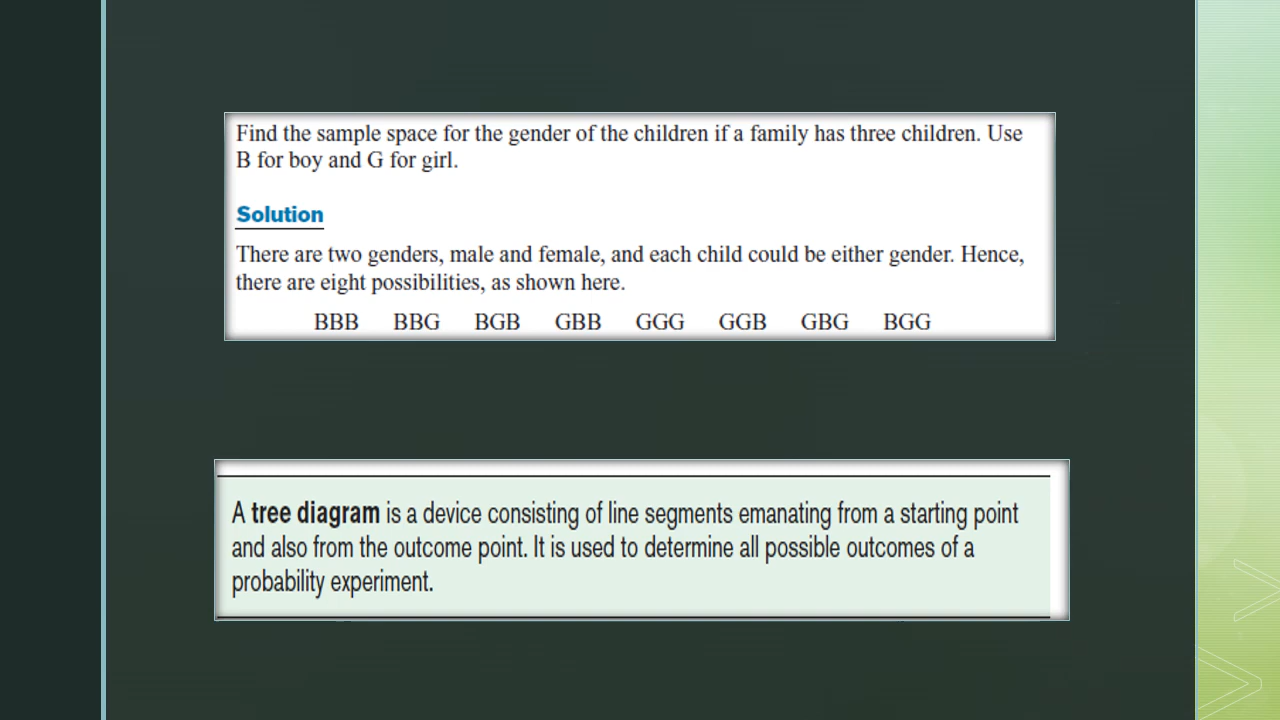 Find the sample space for the gender of the children if a family has three children. Use
B for boy and G for girl.
Solution
There are two genders, male and female, and each child could be either gender. Hence,
there are eight possibilities, as shown here.
BBB BBG BGB GBB GGG GGB GBG BGG
A tree diagram is a device consisting of line segments emanating from a starting point
and also from the outcome point. It is used to determine all possible outcomes of a
probability experiment.